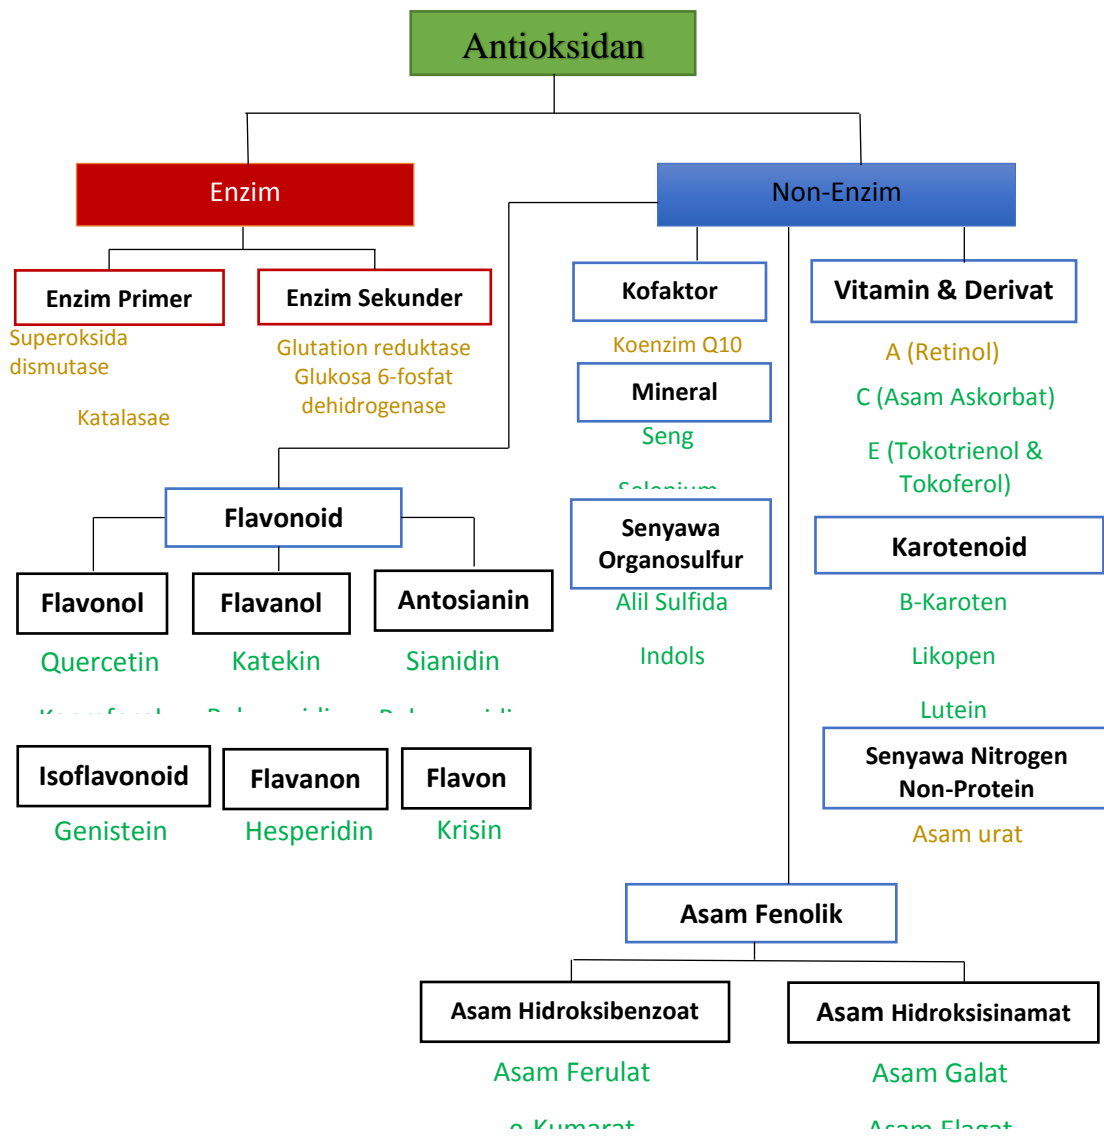 Antioksidan
Enzim
Non-Enzim
Enzim Primer
Superoksida
dismutase
Katalasae
Enzim Sekunder
Glutation reduktase
Glukosa 6-fosfat
dehidrogenase
Kofaktor
Koenzim Q10
Mineral
Seng
Selenium
Senyawa
Organosulfur
Alil Sulfida
Indols
Vitamin & Derivat
A (Retinol)
C (Asam Askorbat)
E (Tokotrienol &
Tokoferol)
Karotenoid
B-Karoten
Likopen
Lutein
Senyawa Nitrogen
Non-Protein
Asam urat
Flavonoid
Flavonol
Quercetin
Flavanol
Katekin
Antosianin
Sianidin
Isoflavonoid
Genistein
Flavanon
Hesperidin
Flavon
Krisin
Asam Fenolik
Asam Hidroksibenzoat
Asam Ferulat
Asam Hidroksisinamat
Asam Galat
Asam Elagat